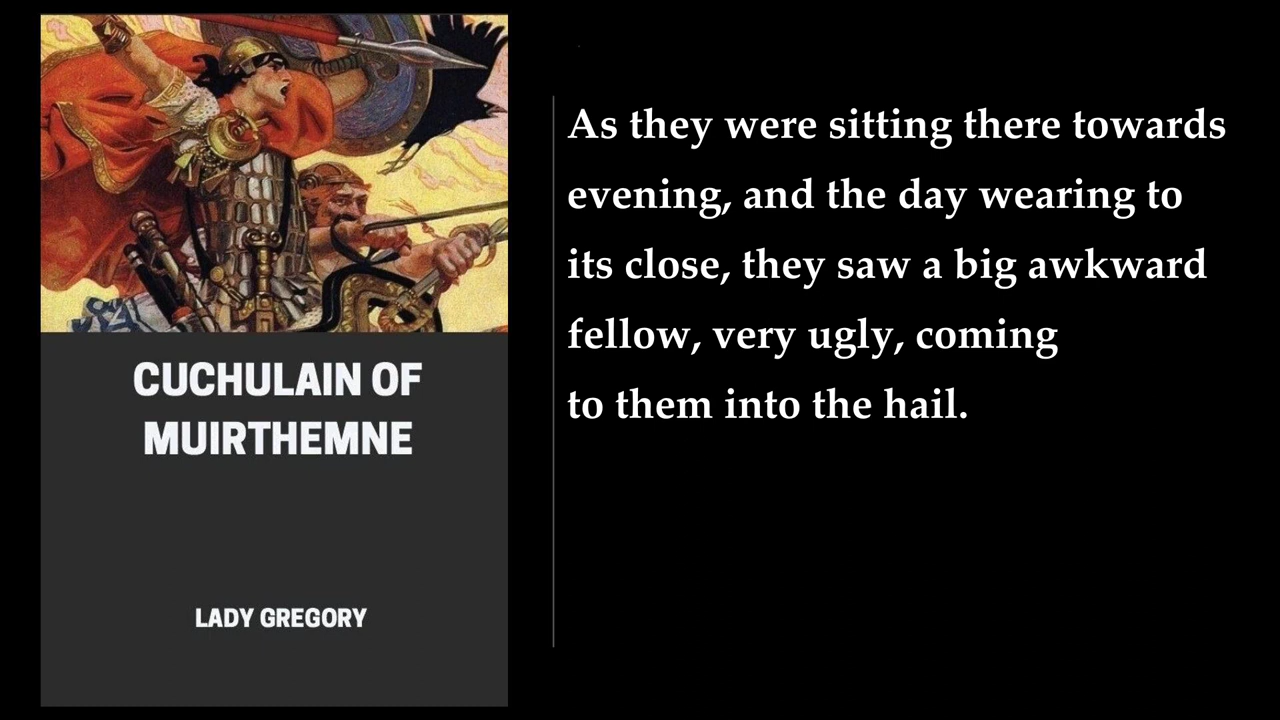 CUCHULAIN OF
MUIRTHEMNE
LADY GREGORY
As they were sitting there towards
evening, and the day wearing to
its close, they saw a big awkward
fellow, very ugly, coming
to them into the hail.